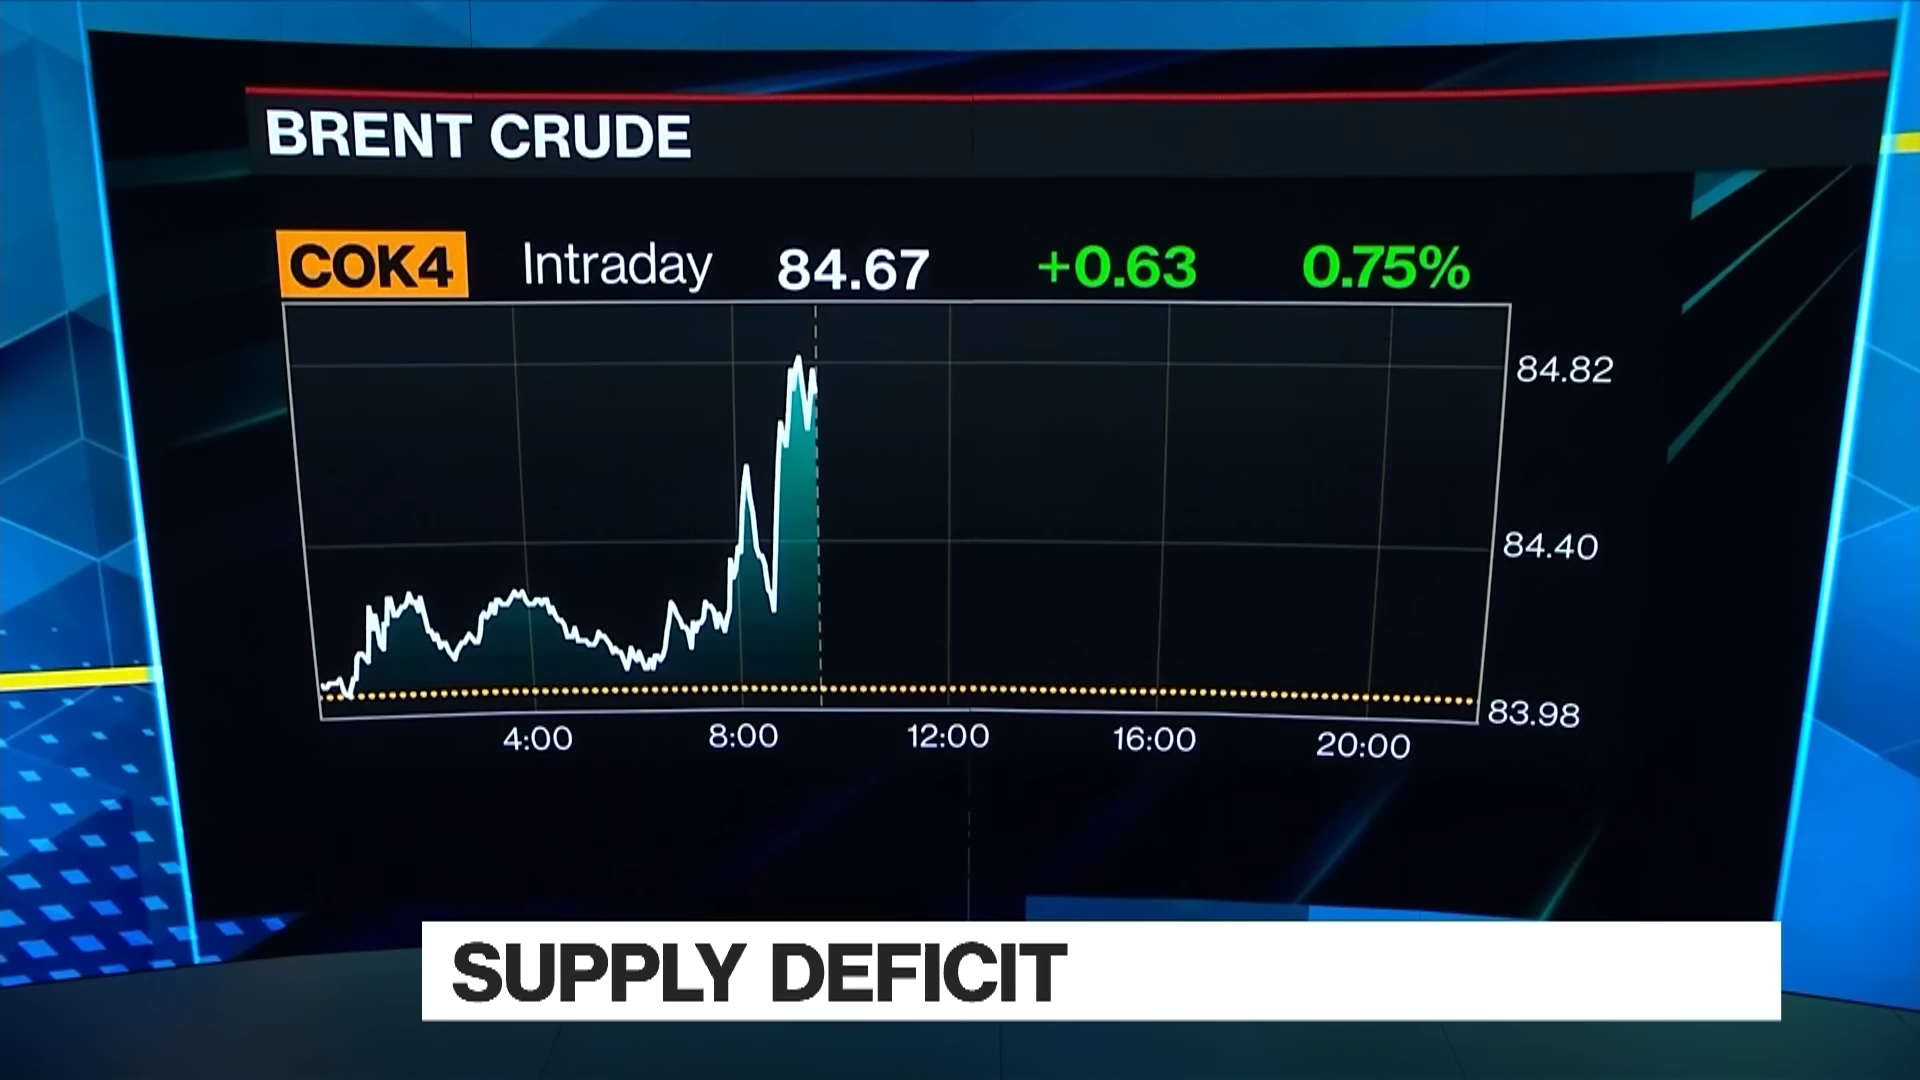 BRENT CRUDE
COK4 Intraday 84.67 +0.63 0.75%
84.82
84.40
83.98
4:00 8:00 12:00 16:00 20:00
SUPPLY DEFICIT